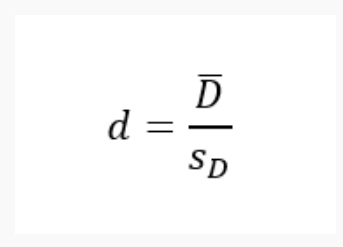 d = D̅ / s_D